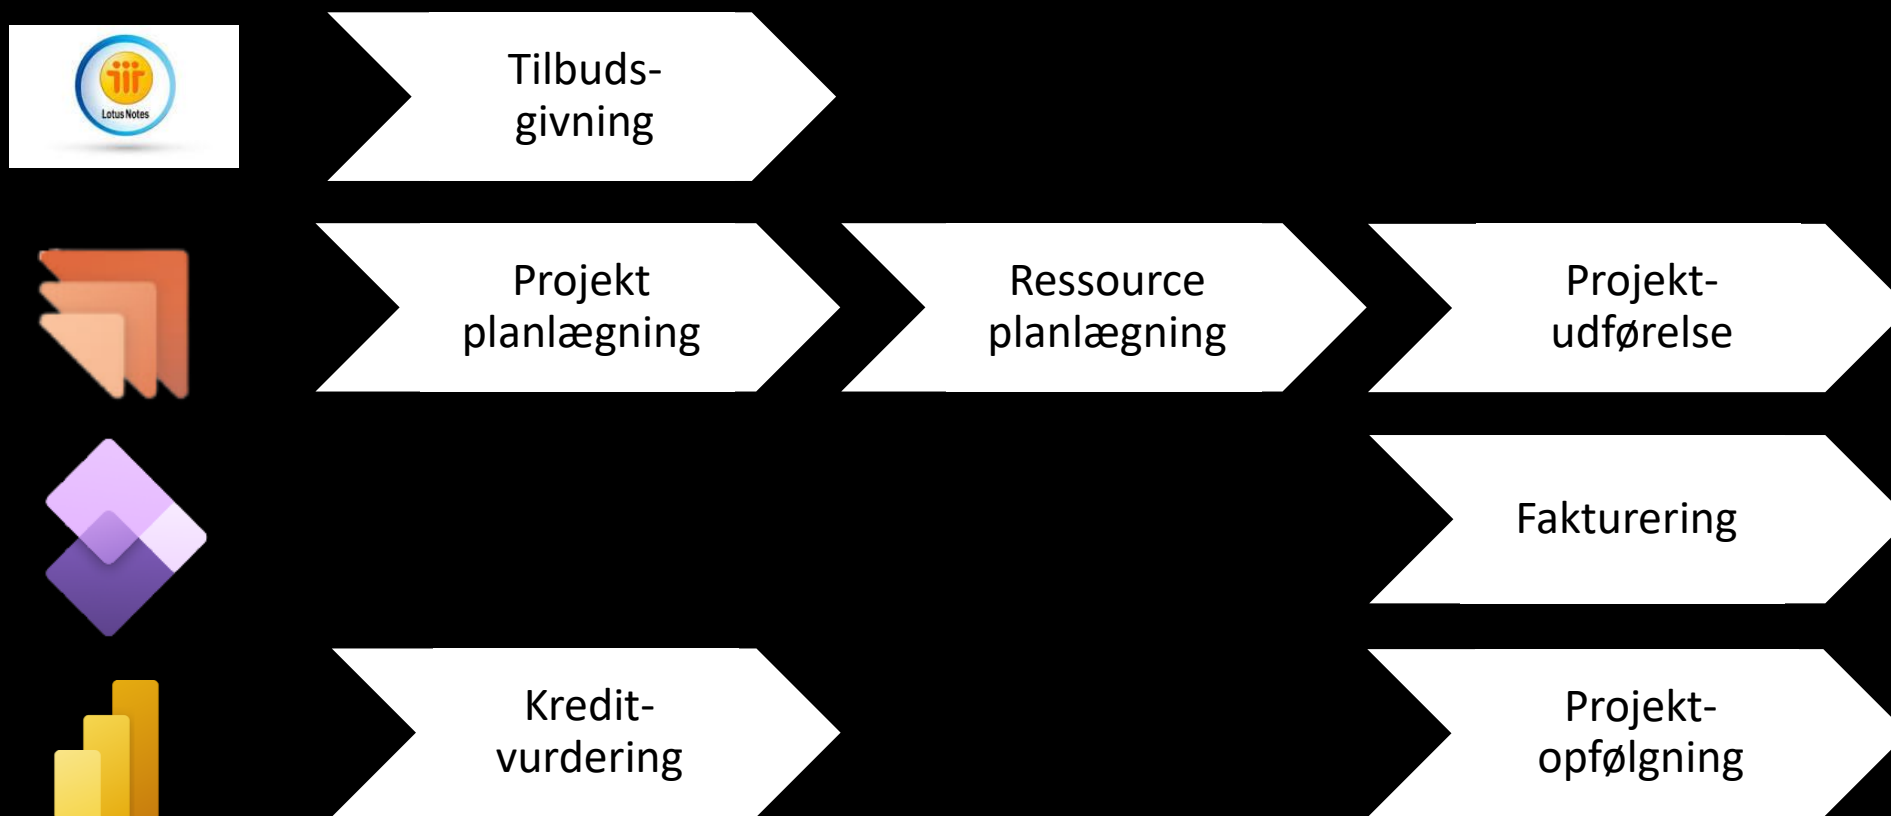 Lotus Notes
Tilbuds-
givning
Projekt
planlægning
Ressource
planlægning
Projekt-
udførelse
Fakturering
Kredit-
vurdering
Projekt-
opfølgning